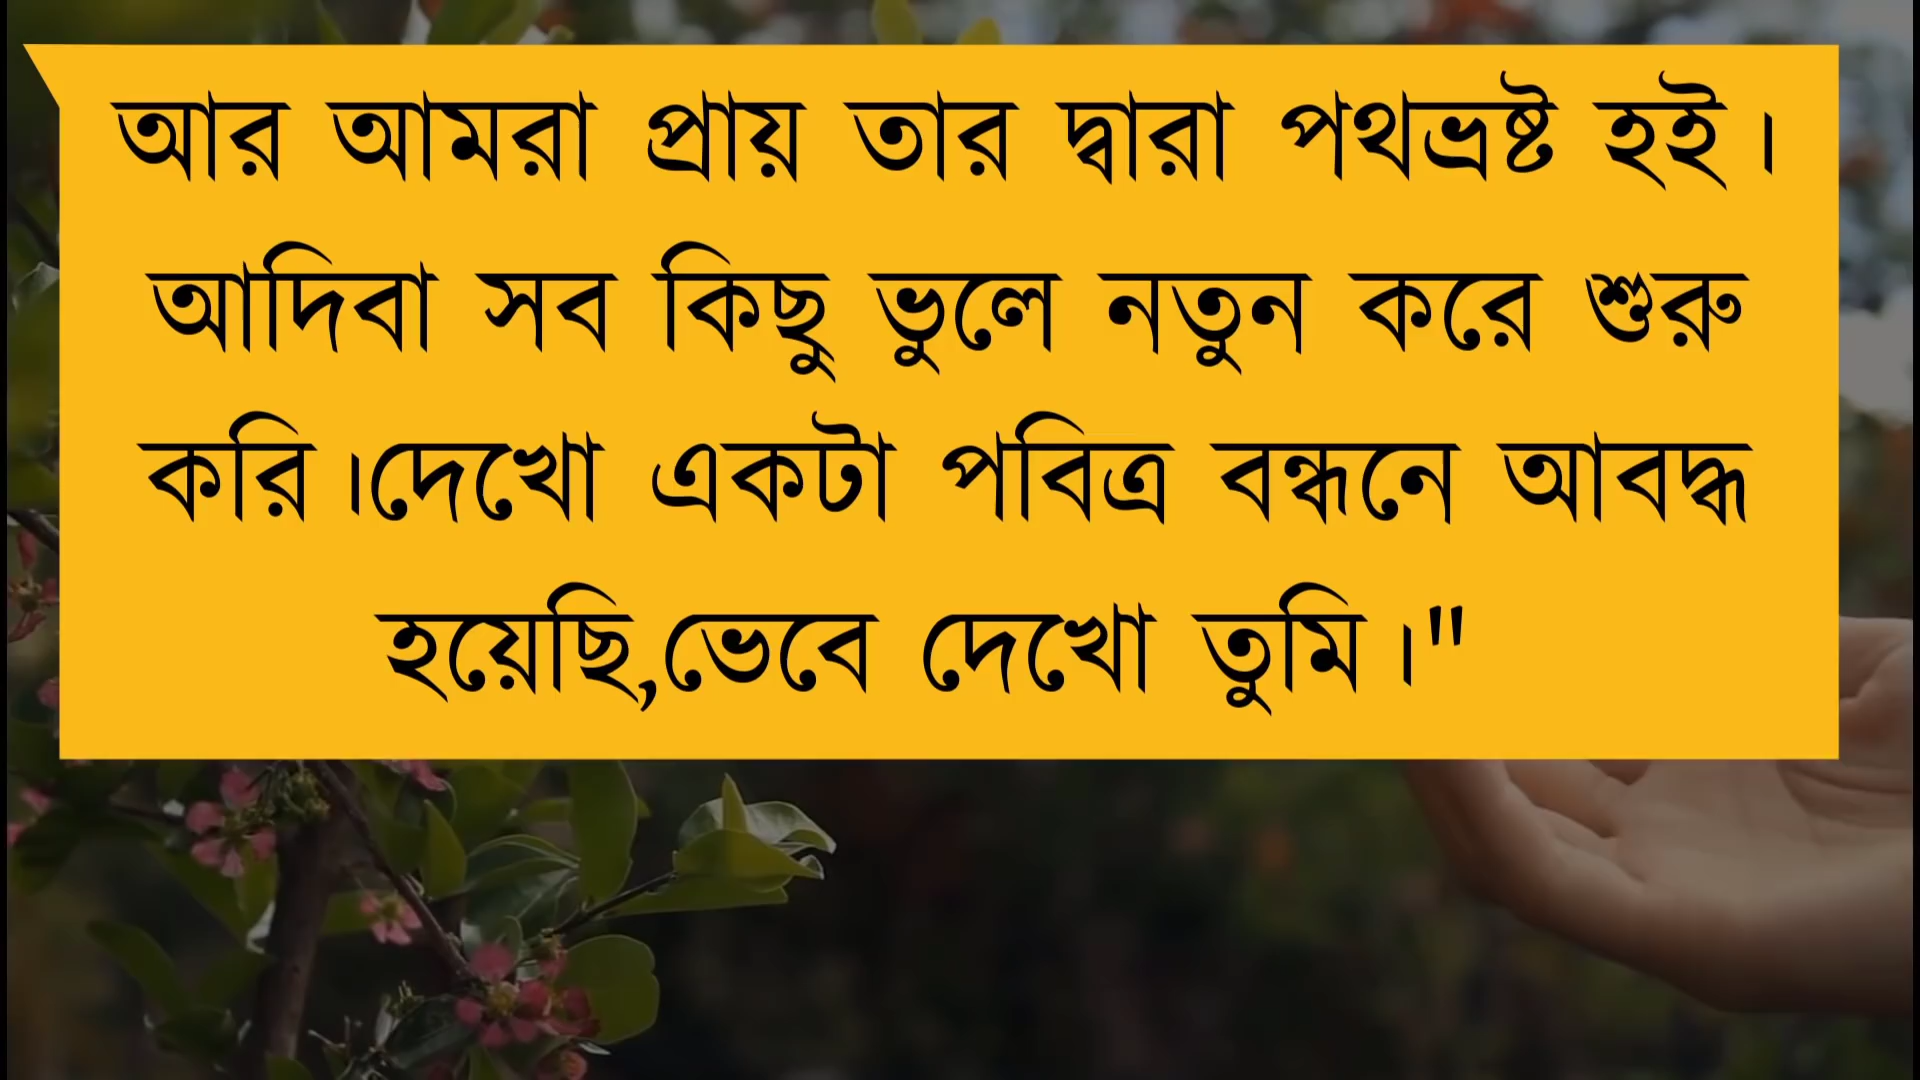 আর আমরা প্রায় তার দ্বারা পথভ্রষ্ট হই।
আদিবা সব কিছু ভুলে নতুন করে শুরু
করি।দেখো একটা পবিত্র বন্ধনে আবদ্ধ
হয়েছি,ভেবে দেখো তুমি।"